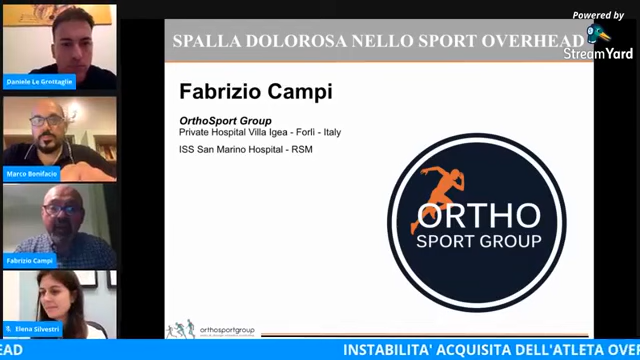 Powered by
StreamYard
SPALLA DOLOROSA NELLO SPORT OVERHEAD
Fabrizio Campi
OrthoSport Group
Private Hospital Villa Igea - Forlì - Italy
ISS San Marino Hospital - RSM
ORTHO
SPORT GROUP
Daniele Le Grottaglie
Marco Bonifacio
Fabrizio Campi
Elena Silvestri
orthosportgroup
EAD
INSTABILITA' ACQUISITA DELL'ATLETA OVER